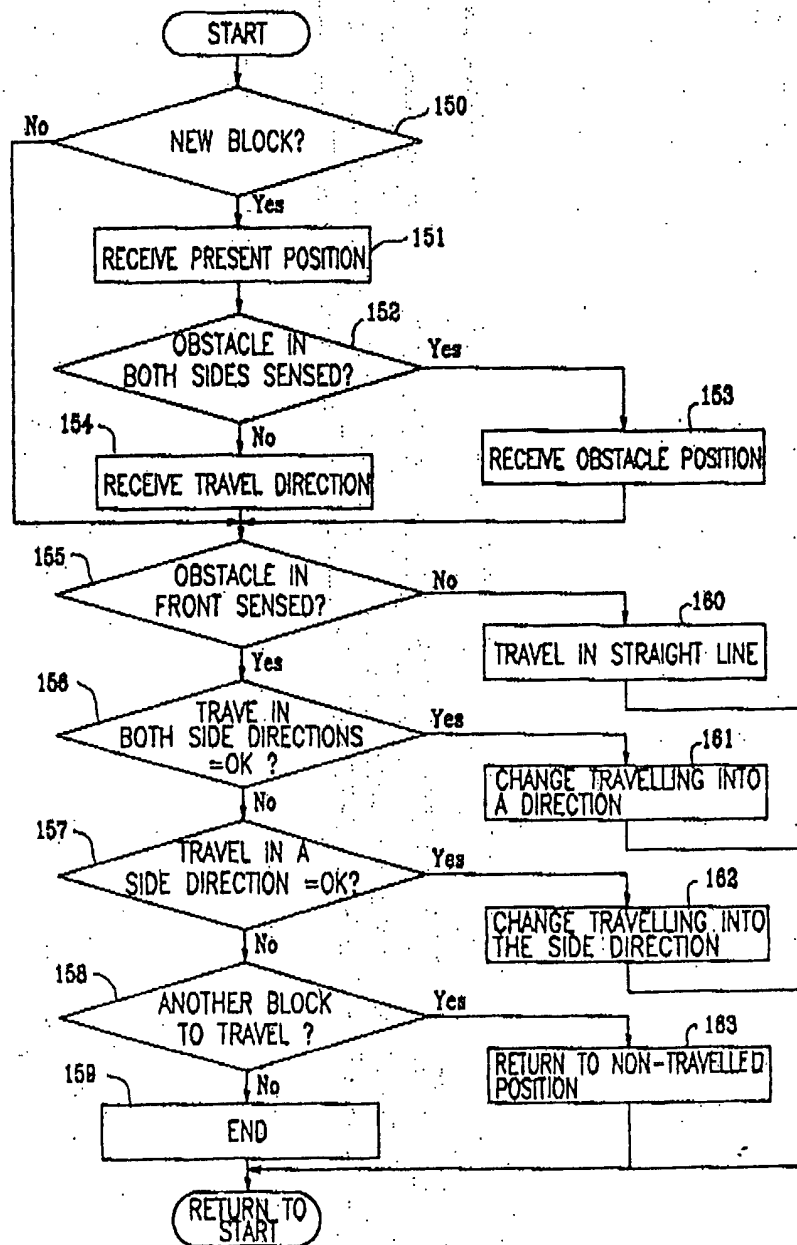 START
150
No
NEW BLOCK?
Yes
151
RECEIVE PRESENT POSITION
152
OBSTACLE IN
BOTH SIDES SENSED?
Yes
153
154
No
RECEIVE OBSTACLE POSITION
RECEIVE TRAVEL DIRECTION
155
OBSTACLE IN
FRONT SENSED?
No
160
TRAVEL IN STRAIGHT LINE
Yes
156
TRAVE IN
BOTH SIDE DIRECTIONS
=OK ?
Yes
161
CHANGE TRAVELLING INTO
A DIRECTION
No
157
TRAVEL IN A
SIDE DIRECTION =OK?
Yes
162
CHANGE TRAVELLING INTO
THE SIDE DIRECTION
No
158
ANOTHER BLOCK
TO TRAVEL ?
Yes
163
RETURN TO NON-TRAVELLED
POSITION
159
No
END
RETURN TO
START